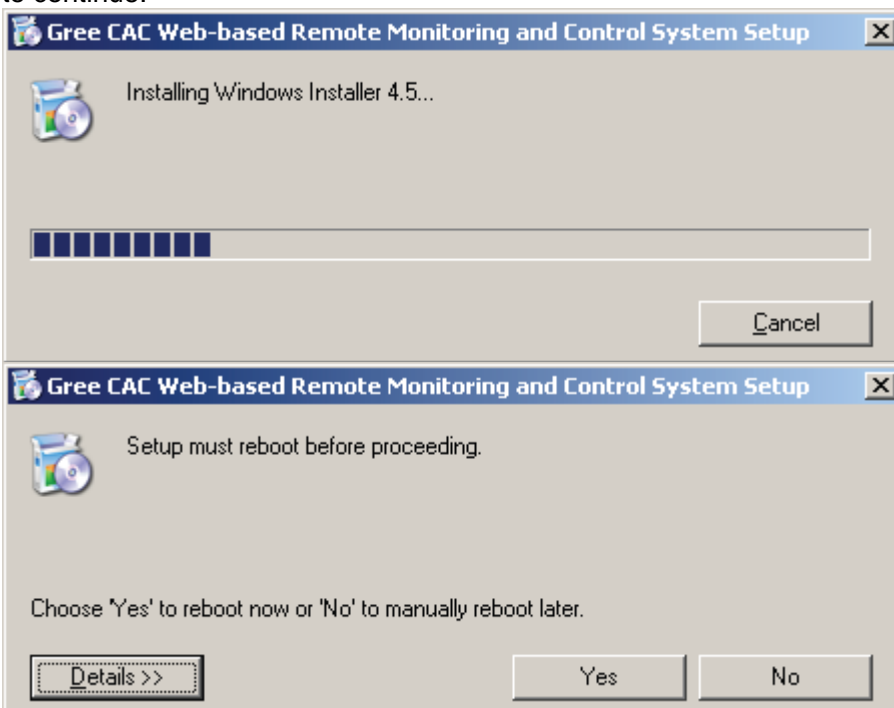 to continue.
Gree CAC Web-based Remote Monitoring and Control System Setup
Installing Windows Installer 4.5...
Cancel
Gree CAC Web-based Remote Monitoring and Control System Setup
Setup must reboot before proceeding.
Choose 'Yes' to reboot now or 'No' to manually reboot later.
Details >> Yes No